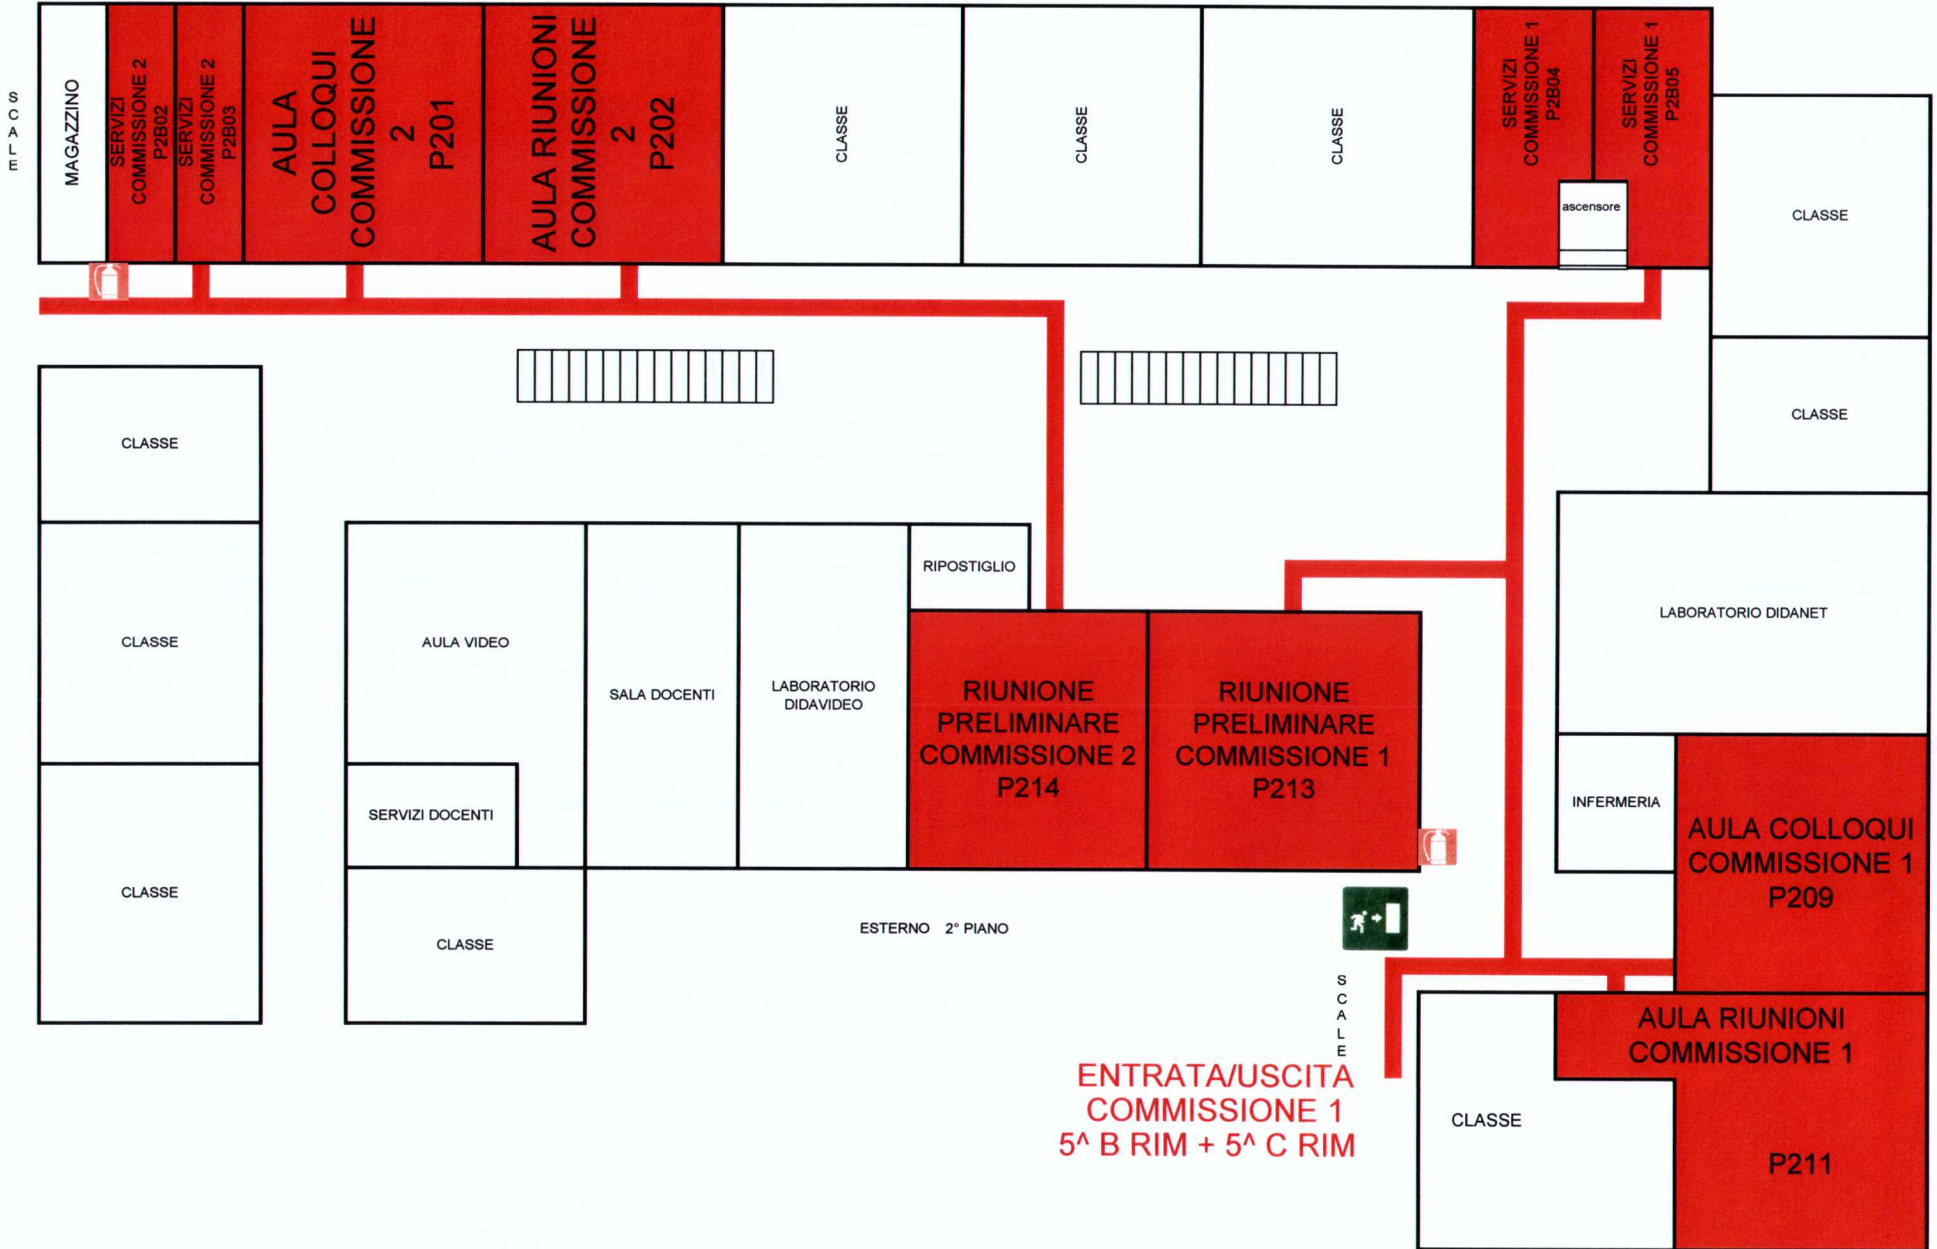 SCALE
MAGAZZINO
SERVIZI
COMMISSIONE 2
P2B02
SERVIZI
COMMISSIONE 2
P2B03
AULA
COLLOQUI
COMMISSIONE
2
P201
AULA RIUNIONI
COMMISSIONE
2
P202
CLASSE
CLASSE
CLASSE
SERVIZI
COMMISSIONE 1
P2B04
SERVIZI
COMMISSIONE 1
P2B05
ascensore
CLASSE
CLASSE
CLASSE
CLASSE
CLASSE
AULA VIDEO
SERVIZI DOCENTI
CLASSE
SALA DOCENTI
LABORATORIO
DIDAVIDEO
RIPOSTIGLIO
RIUNIONE
PRELIMINARE
COMMISSIONE 2
P214
RIUNIONE
PRELIMINARE
COMMISSIONE 1
P213
LABORATORIO DIDANET
INFERMERIA
AULA COLLOQUI
COMMISSIONE 1
P209
ESTERNO 2° PIANO
SCALE
AULA RIUNIONI
COMMISSIONE 1
P211
CLASSE
ENTRATA/USCITA
COMMISSIONE 1
5^ B RIM + 5^ C RIM